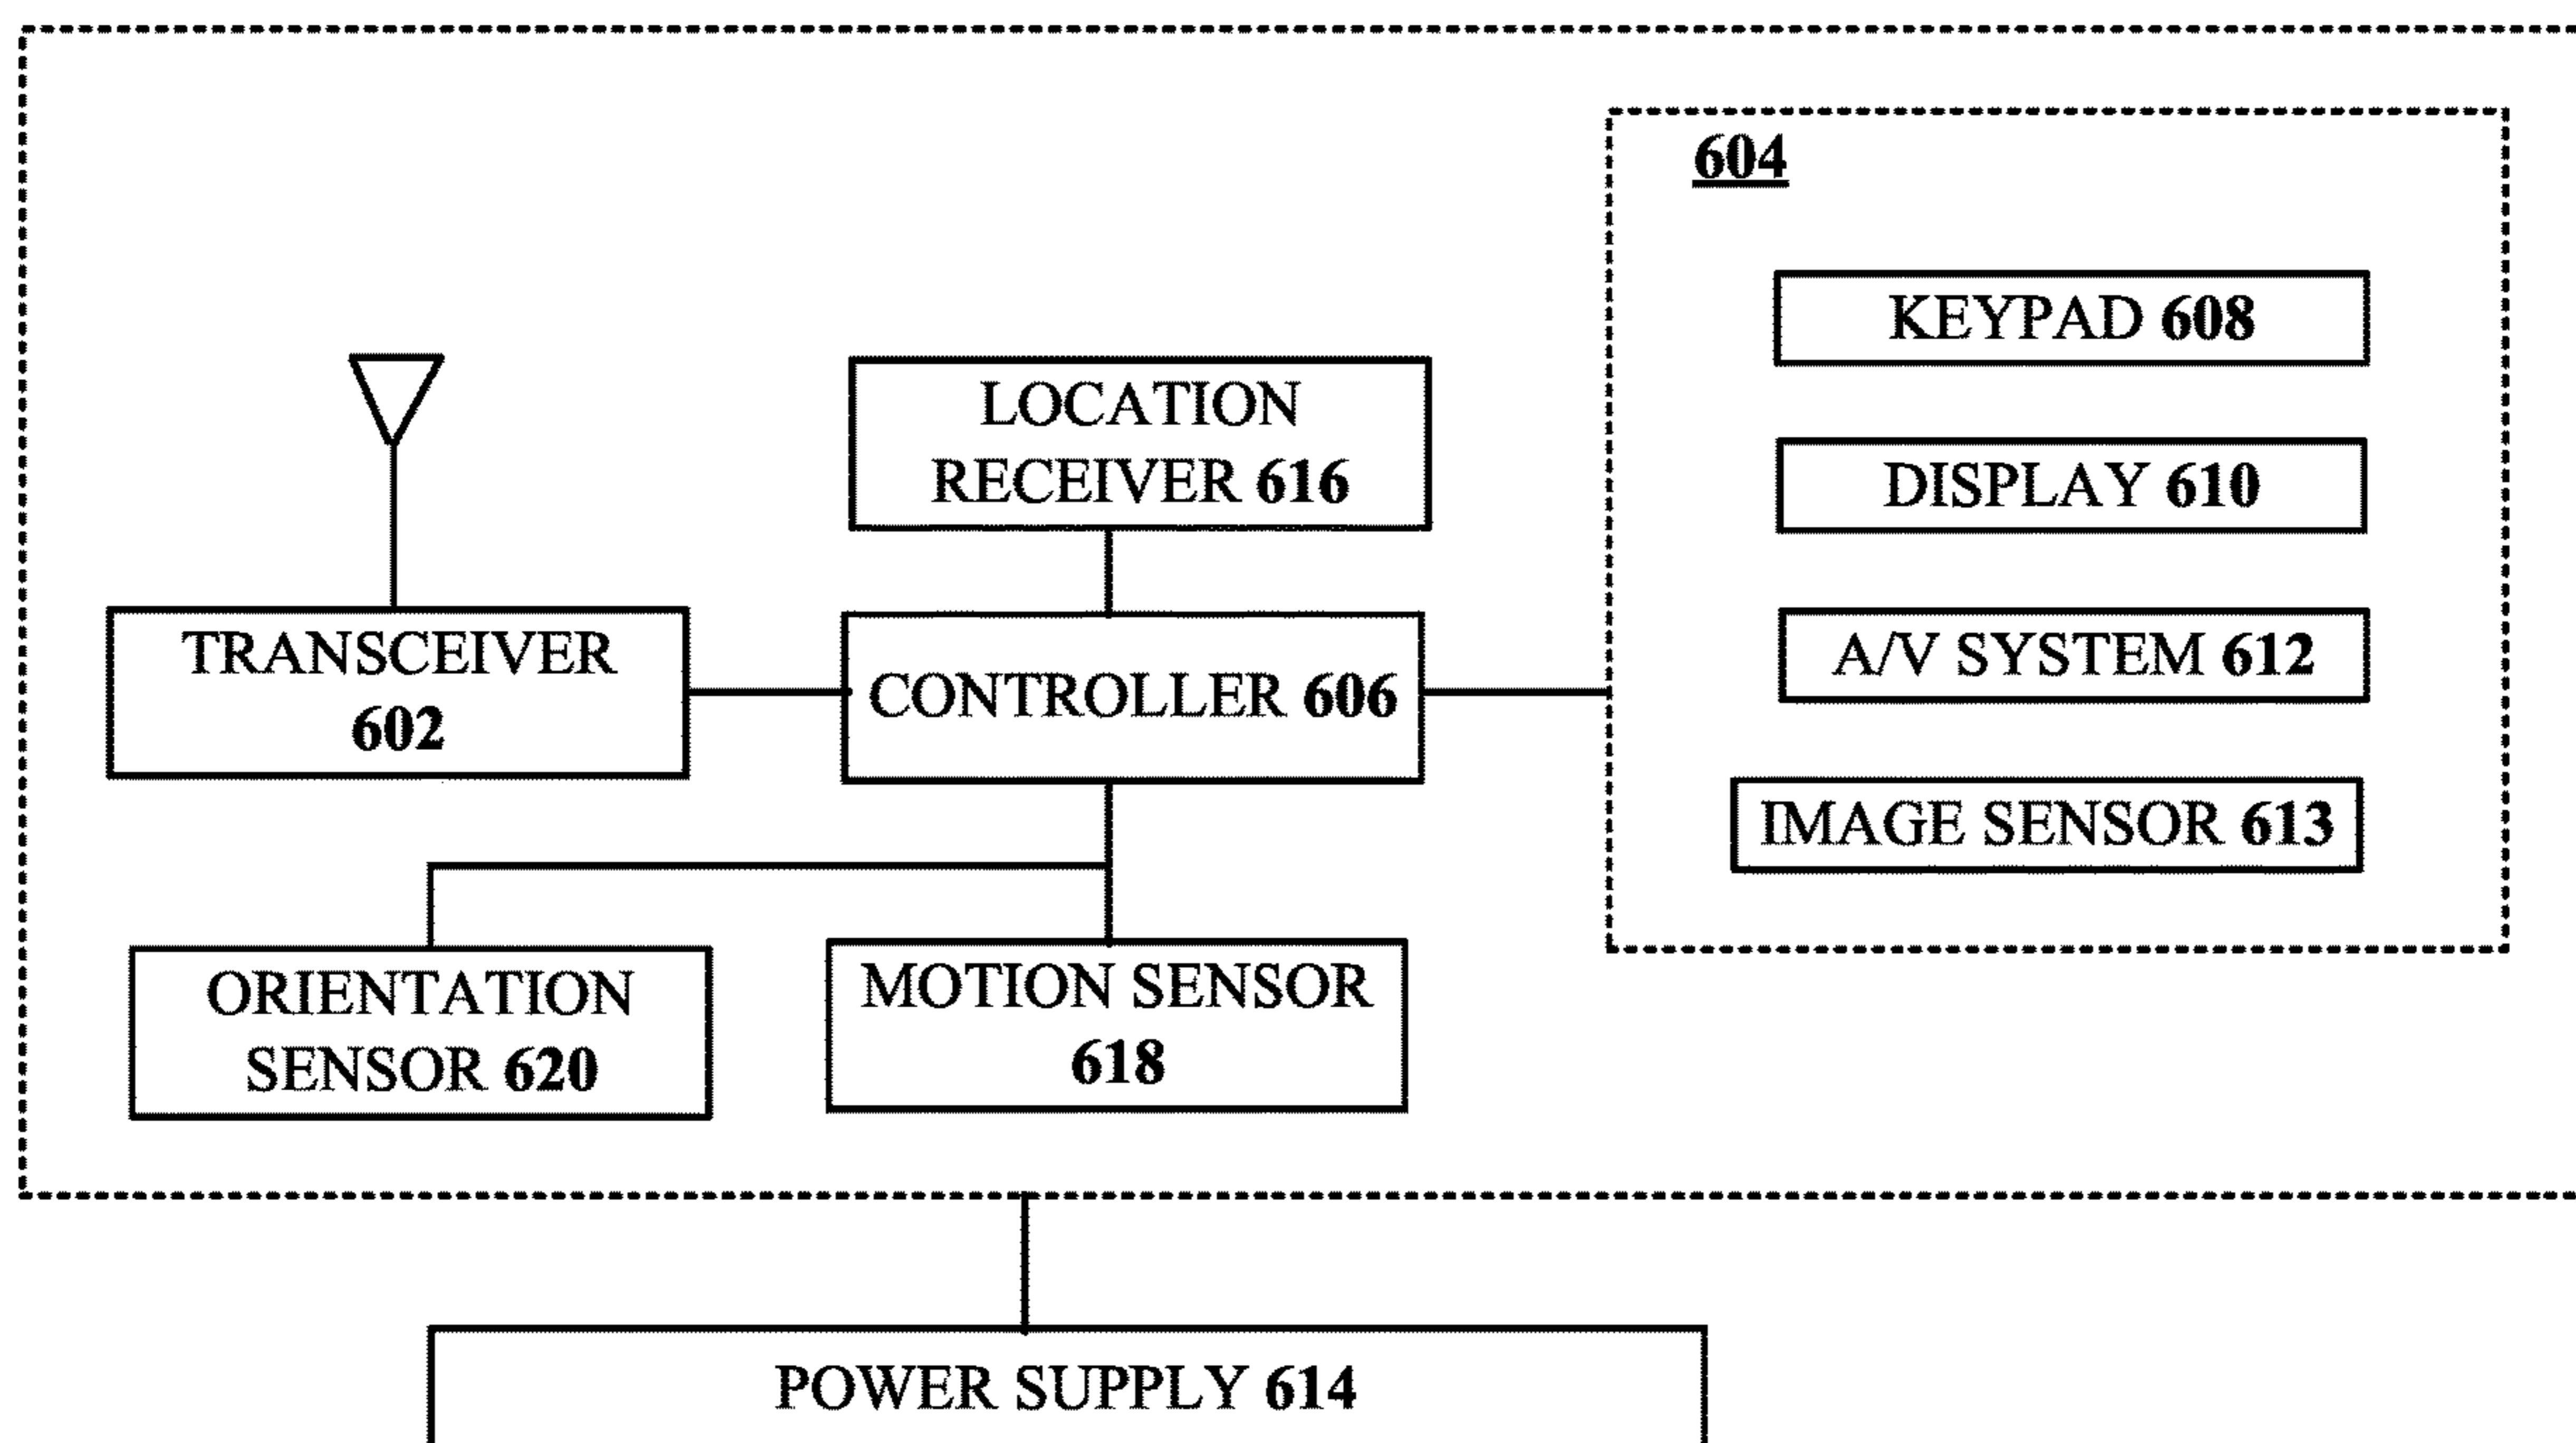 604
KEYPAD 608
LOCATION
RECEIVER 616
DISPLAY 610
TRANSCEIVER
602
CONTROLLER 606
A/V SYSTEM 612
IMAGE SENSOR 613
ORIENTATION
SENSOR 620
MOTION SENSOR
618
POWER SUPPLY 614